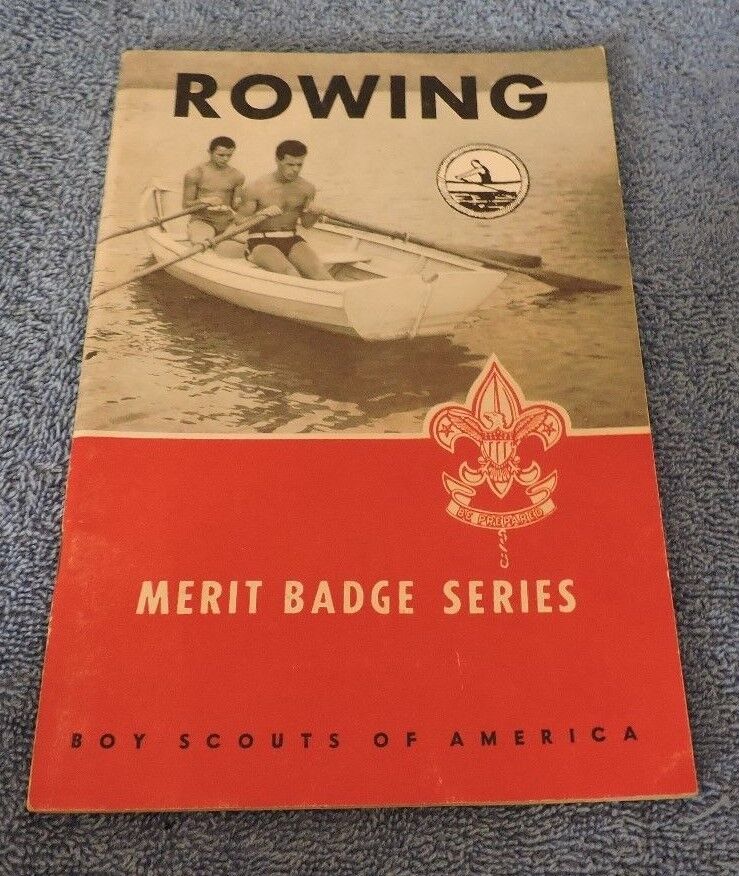 ROWING
BE PREPARED
MERIT BADGE SERIES
BOY SCOUTS OF AMERICA